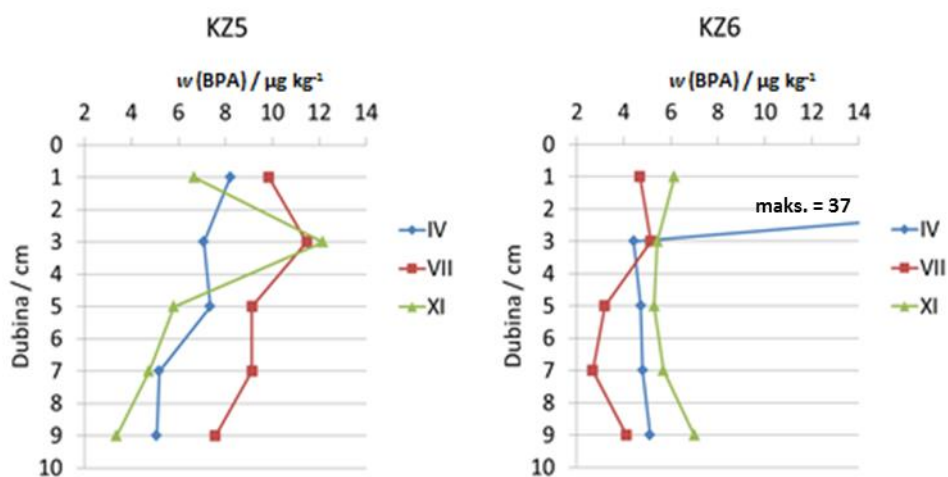 KZ5
w (BPA) / µg kg⁻¹
2 4 6 8 10 12 14
0
1
2
3
4
5
6
7
8
9
10
Dubina / cm
IV
VII
XI
KZ6
w (BPA) / µg kg⁻¹
2 4 6 8 10 12 14
0
1
2
3
4
5
6
7
8
9
10
Dubina / cm
maks. = 37
IV
VII
XI